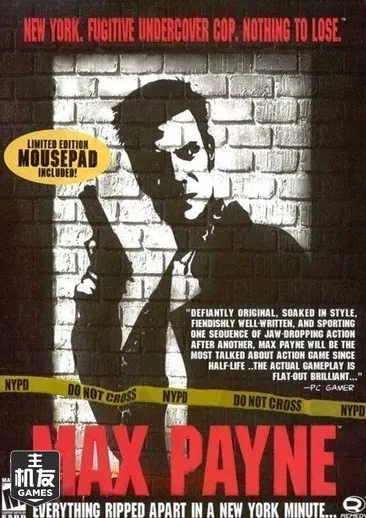 NEW YORK. FUGITIVE UNDERCOVER COP. NOTHING TO LOSE.™
LIMITED EDITION
MOUSEPAD
INCLUDED!
"DEFIANTLY ORIGINAL, SOAKED IN STYLE,
FIENDISHLY WELL-WRITTEN, AND SPORTING
ONE SEQUENCE OF JAW-DROPPING ACTION
AFTER ANOTHER, MAX PAYNE WILL BE THE
MOST TALKED ABOUT ACTION GAME SINCE
HALF-LIFE ..THE ACTUAL GAMEPLAY IS
FLAT-OUT BRILLIANT..."
—PC GAMER
NYPD DO NOT CROSS NYPD DO NOT CROSS NYPD
MAX PAYNE
EVERYTHING RIPPED APART IN A NEW YORK MINUTE...
主机友
GAMES
ESRB
REMEDY